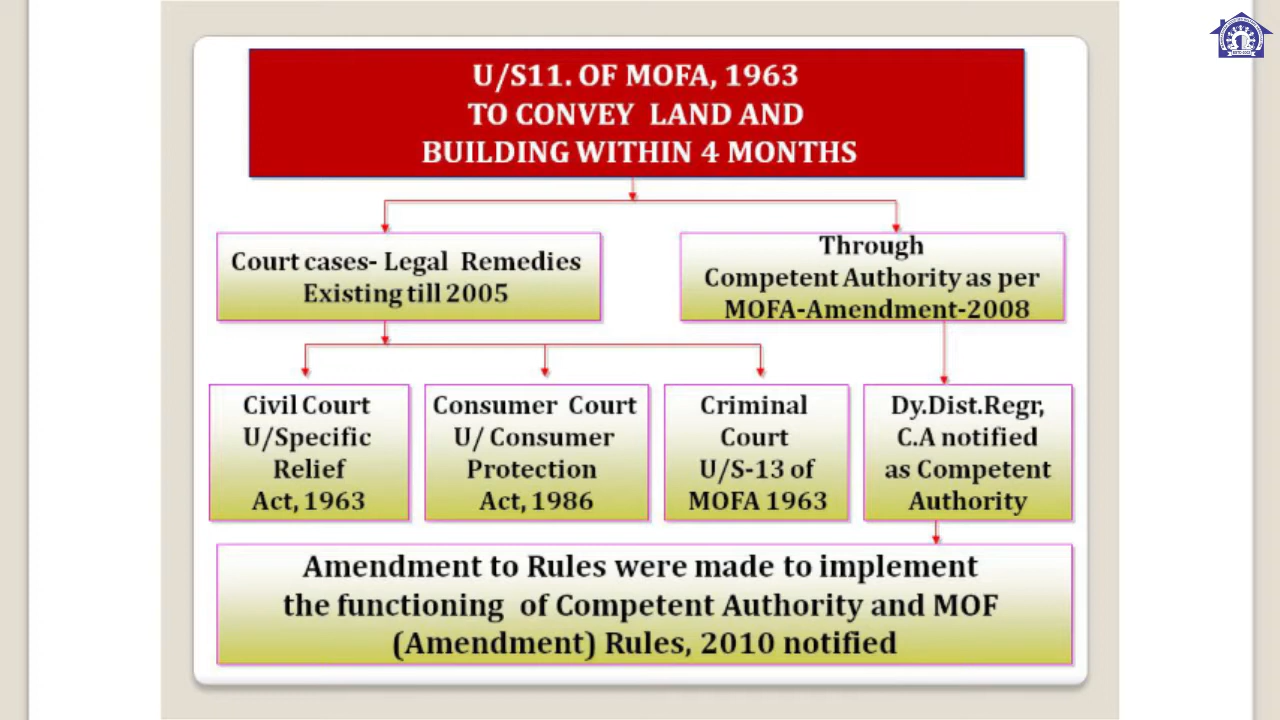 U/S11. OF MOFA, 1963
TO CONVEY LAND AND
BUILDING WITHIN 4 MONTHS
Court cases- Legal Remedies
Existing till 2005
Through
Competent Authority as per
MOFA-Amendment-2008
Civil Court
U/Specific
Relief
Act, 1963
Consumer Court
U/ Consumer
Protection
Act, 1986
Criminal
Court
U/S-13 of
MOFA 1963
Dy.Dist.Regr,
C.A notified
as Competent
Authority
Amendment to Rules were made to implement
the functioning of Competent Authority and MOF
(Amendment) Rules, 2010 notified